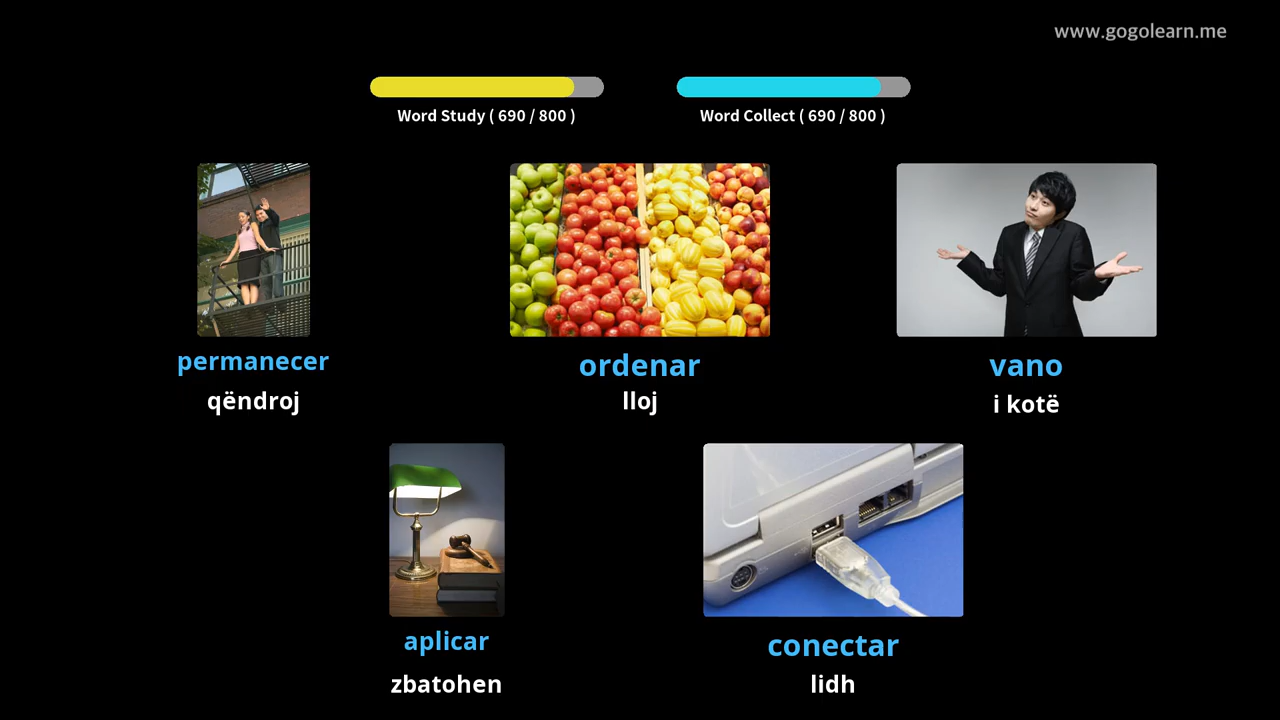 www.gogolearn.me
Word Study ( 690 / 800 )
Word Collect ( 690 / 800 )
permanecer
qëndroj
ordenar
lloj
vano
i kotë
aplicar
zbatohen
conectar
lidh